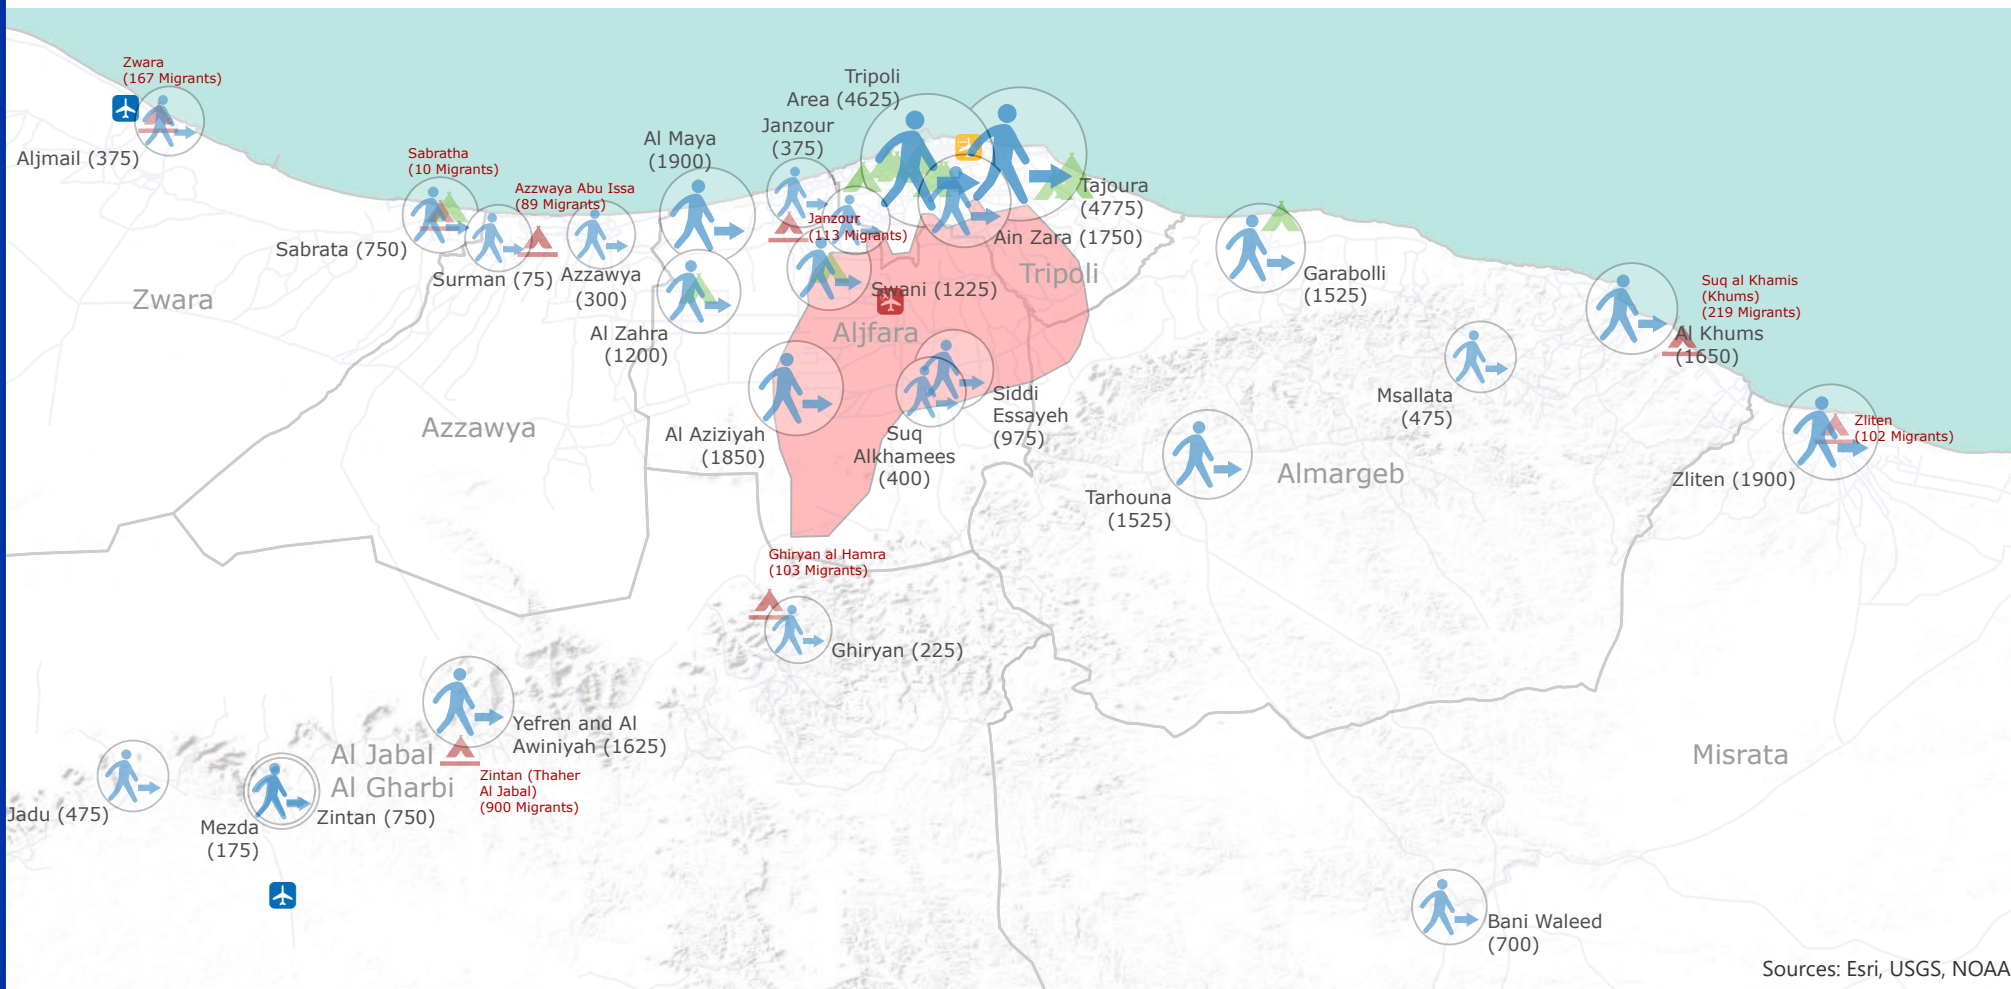 Zwara
(167 Migrants)
Aljmail (375)
Sabratha
(10 Migrants)
Sabrata (750)
Azzwaya Abu Issa
(89 Migrants)
Surman (75)
Azzawya
(300)
Al Maya
(1900)
Al Zahra
(1200)
Tripoli
Area (4625)
Janzour
(375)
Janzour
(113 Migrants)
Tajoura
(4775)
Ain Zara (1750)
Tripoli
Swani (1225)
Aljfara
Garabolli
(1525)
Suq al Khamis
(Khums)
(219 Migrants)
Al Khums
(1650)
Msallata
(475)
Zliten
(102 Migrants)
Zliten (1900)
Zwara
Azzawya
Al Aziziyah
(1850)
Suq
Alkhamees
(400)
Siddi
Essayeh
(975)
Tarhouna
(1525)
Almargeb
Ghiryan al Hamra
(103 Migrants)
Ghiryan (225)
Yefren and Al
Awiniyah (1625)
Al Jabal
Al Gharbi
Zintan (Thaher
Al Jabal)
(900 Migrants)
Jadu (475)
Mezda
(175)
Zintan (750)
Misrata
Bani Waleed
(700)
Sources: Esri, USGS, NOAA